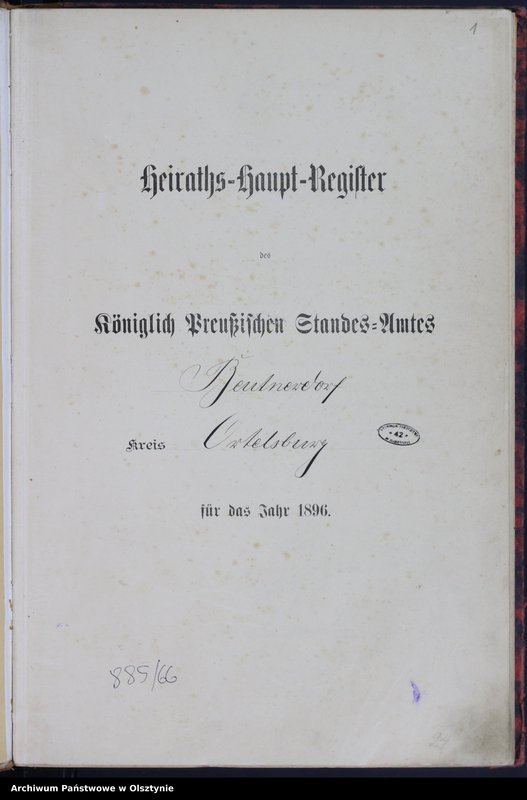 1
Heiraths-Haupt-Register
des
Königlich Preußischen Standes-Amtes
Beutnerdorf
Kreis Ortelsburg
42
für das Jahr 1896.
885/66
Archiwum Państwowe w Olsztynie